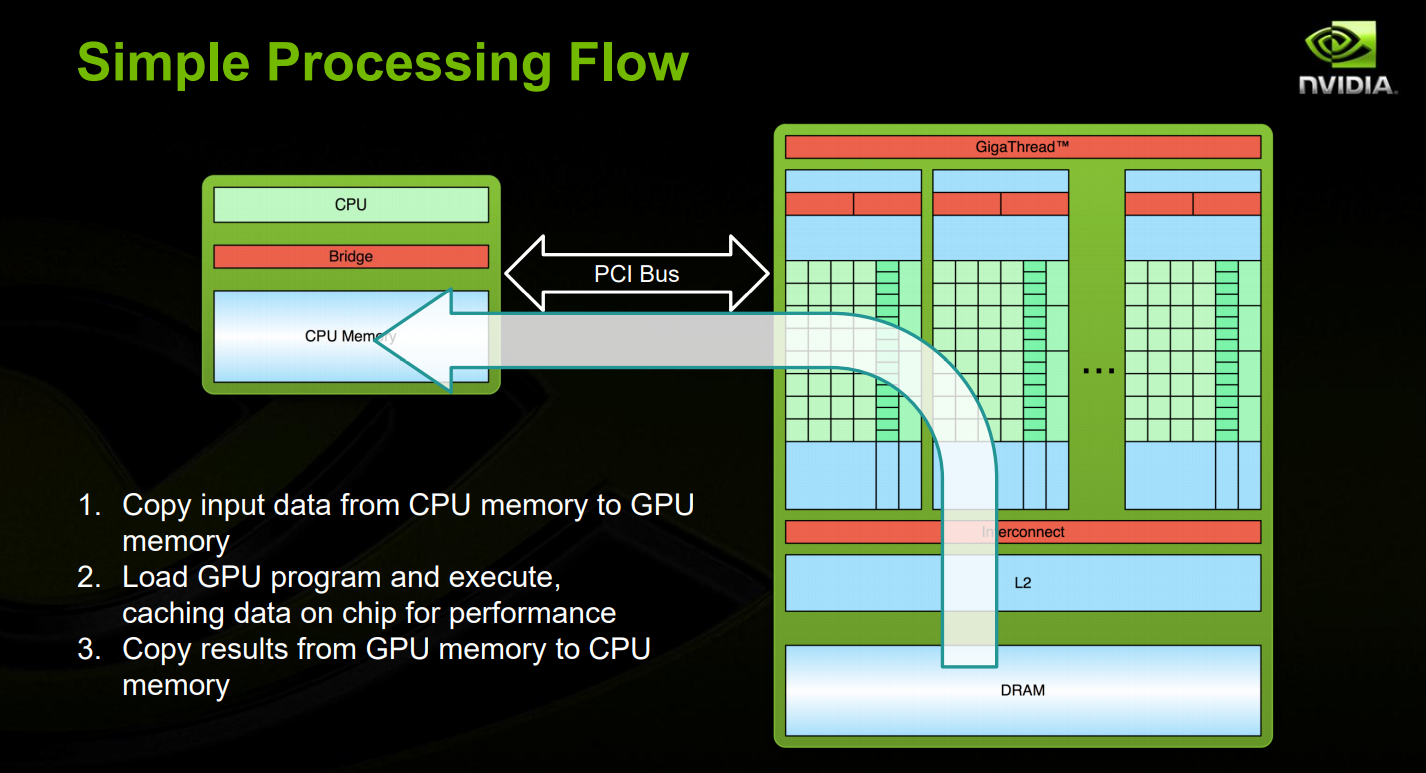 Simple Processing Flow
NVIDIA.
GigaThread™
CPU
Bridge
PCI Bus
CPU Memory
...
1. Copy input data from CPU memory to GPU
memory
2. Load GPU program and execute,
caching data on chip for performance
3. Copy results from GPU memory to CPU
memory
Interconnect
L2
DRAM